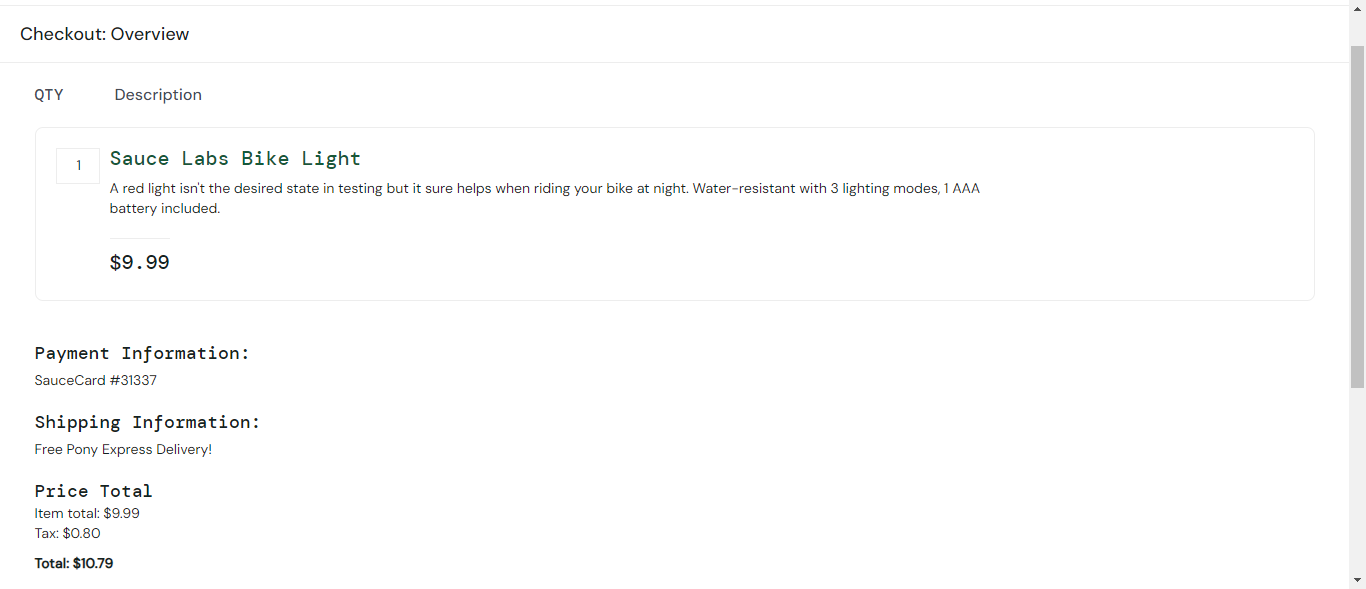 Checkout: Overview
QTY Description
1 Sauce Labs Bike Light
A red light isn't the desired state in testing but it sure helps when riding your bike at night. Water-resistant with 3 lighting modes, 1 AAA
battery included.
$9.99
Payment Information:
SauceCard #31337
Shipping Information:
Free Pony Express Delivery!
Price Total
Item total: $9.99
Tax: $0.80
Total: $10.79